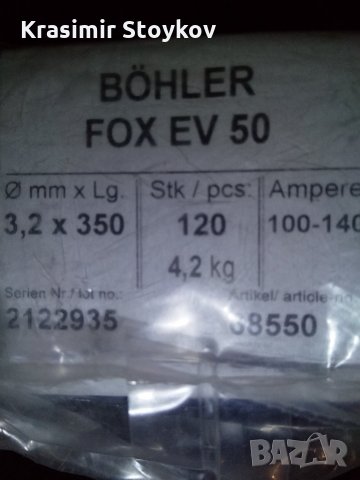 Krasimir Stoykov
BÖHLER
FOX EV 50
Ø mm x Lg. Stk / pcs: Ampere
3,2 x 350 120 100-140
4,2 kg
Serien Nr./ lot no.: Artikel/ article-no
2122935 68550
BAZAR